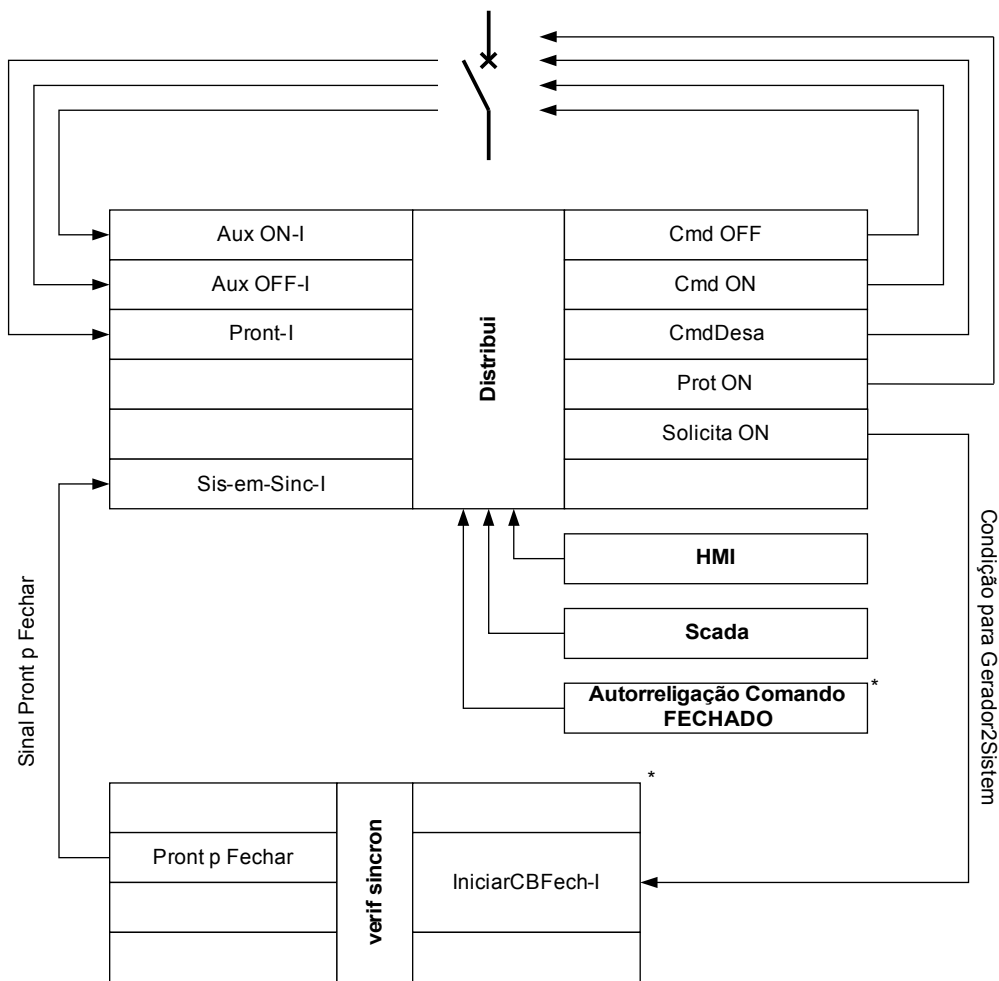 Aux ON-I
Cmd OFF
Aux OFF-I
Cmd ON
Pront-I
Distribui
CmdDesa
Prot ON
Solicita ON
Sis-em-Sinc-I
HMI
Scada
Autorreligação Comando
FECHADO
*
Sinal Pront p Fechar
Condição para Gerador2Sistem
*
Pront p Fechar
verif sincron
IniciarCBFech-I